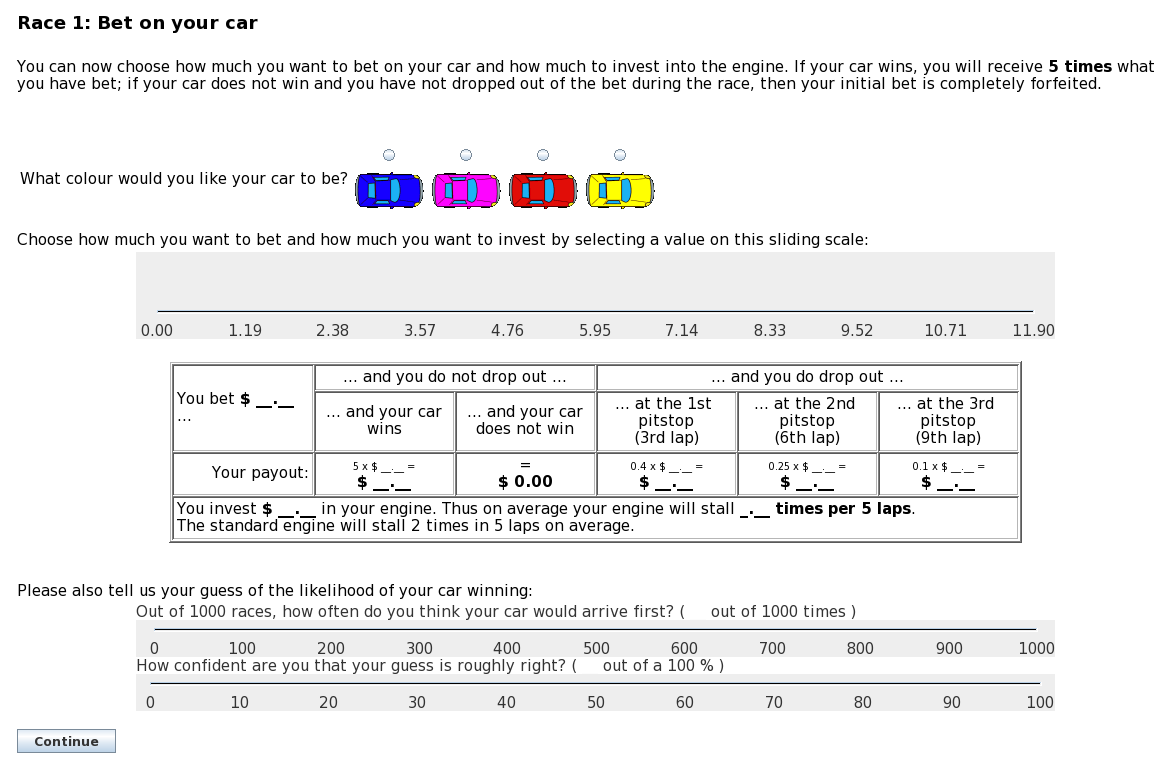 Race 1: Bet on your car
You can now choose how much you want to bet on your car and how much to invest into the engine. If your car wins, you will receive 5 times what
you have bet; if your car does not win and you have not dropped out of the bet during the race, then your initial bet is completely forfeited.
What colour would you like your car to be?
Choose how much you want to bet and how much you want to invest by selecting a value on this sliding scale:
0.00 1.19 2.38 3.57 4.76 5.95 7.14 8.33 9.52 10.71 11.90
You bet $ __.__
...
... and you do not drop out ...
... and you do drop out ...
... and your car
wins
... and your car
does not win
... at the 1st
pitstop
(3rd lap)
... at the 2nd
pitstop
(6th lap)
... at the 3rd
pitstop
(9th lap)
Your payout:
5 x $ __.__ =
$ __.__
=
$ 0.00
0.4 x $ __.__ =
$ __.__
0.25 x $ __.__ =
$ __.__
0.1 x $ __.__ =
$ __.__
You invest $ __.__ in your engine. Thus on average your engine will stall _.__ times per 5 laps.
The standard engine will stall 2 times in 5 laps on average.
Please also tell us your guess of the likelihood of your car winning:
Out of 1000 races, how often do you think your car would arrive first? ( out of 1000 times )
0 100 200 300 400 500 600 700 800 900 1000
How confident are you that your guess is roughly right? ( out of a 100 % )
0 10 20 30 40 50 60 70 80 90 100
Continue